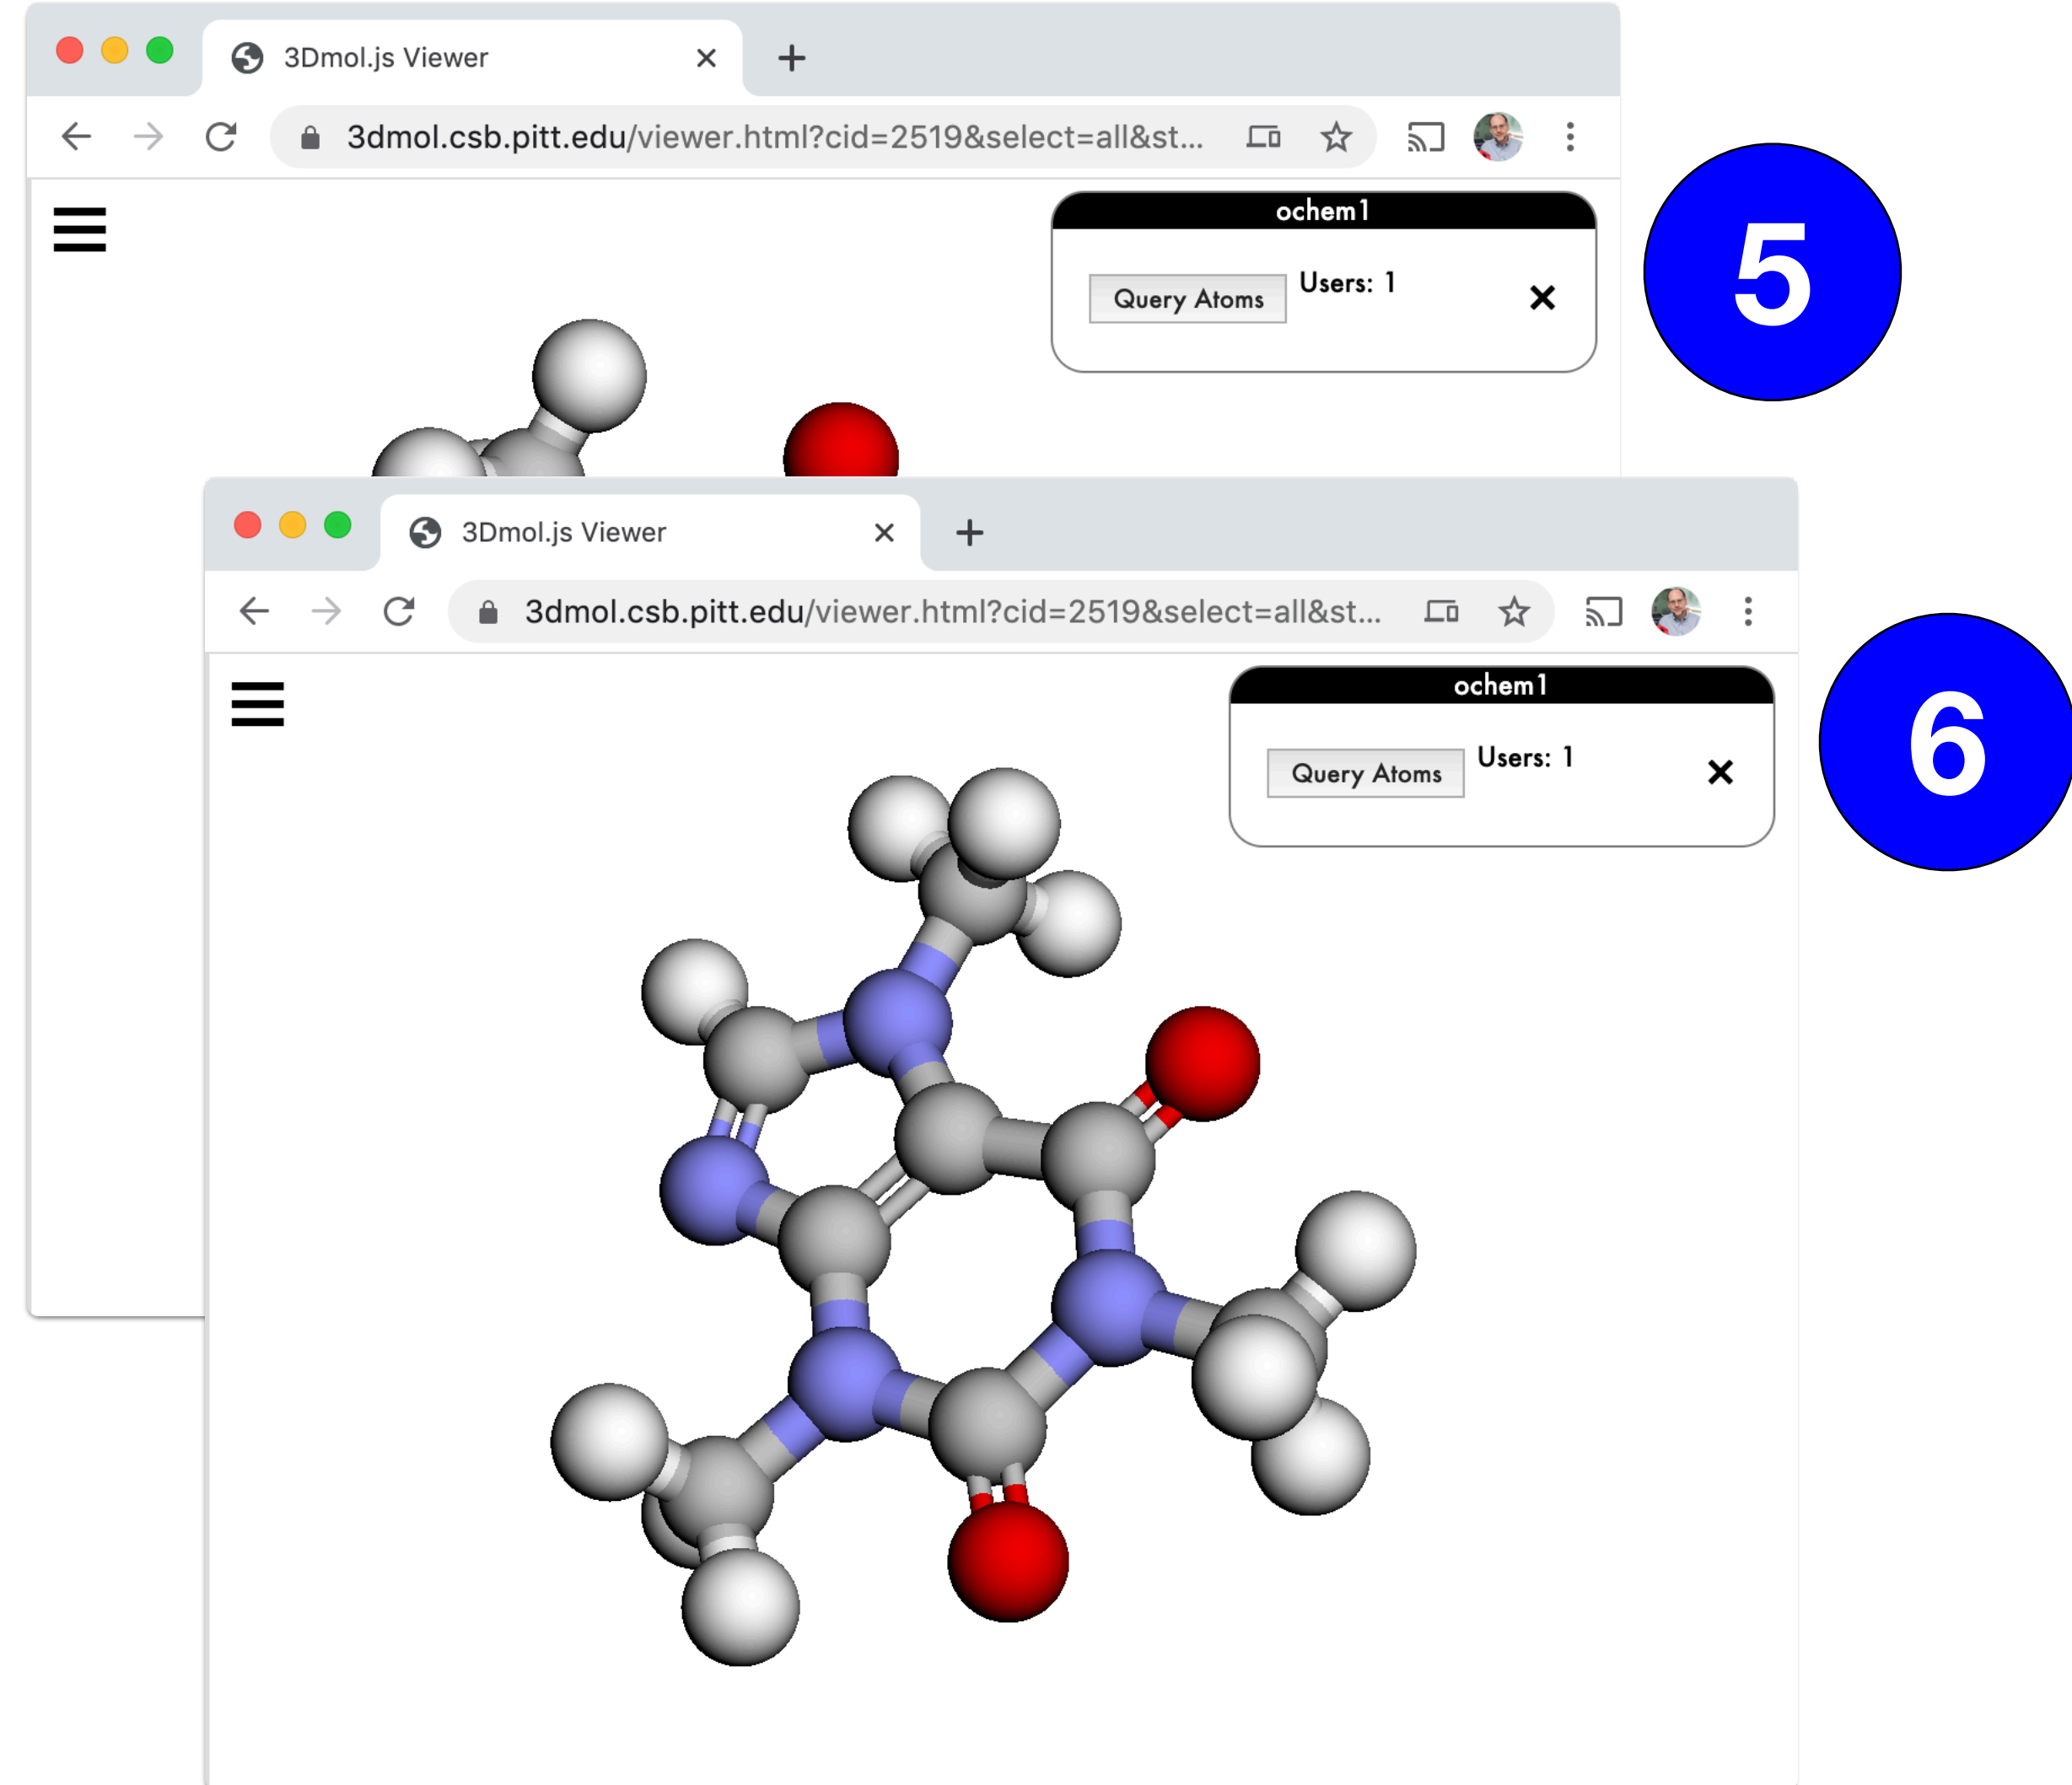 3Dmol.js Viewer
3dmol.csb.pitt.edu/viewer.html?cid=2519&select=all&st...
ochem1
Query Atoms Users: 1
5
3Dmol.js Viewer
3dmol.csb.pitt.edu/viewer.html?cid=2519&select=all&st...
ochem1
Query Atoms Users: 1
6